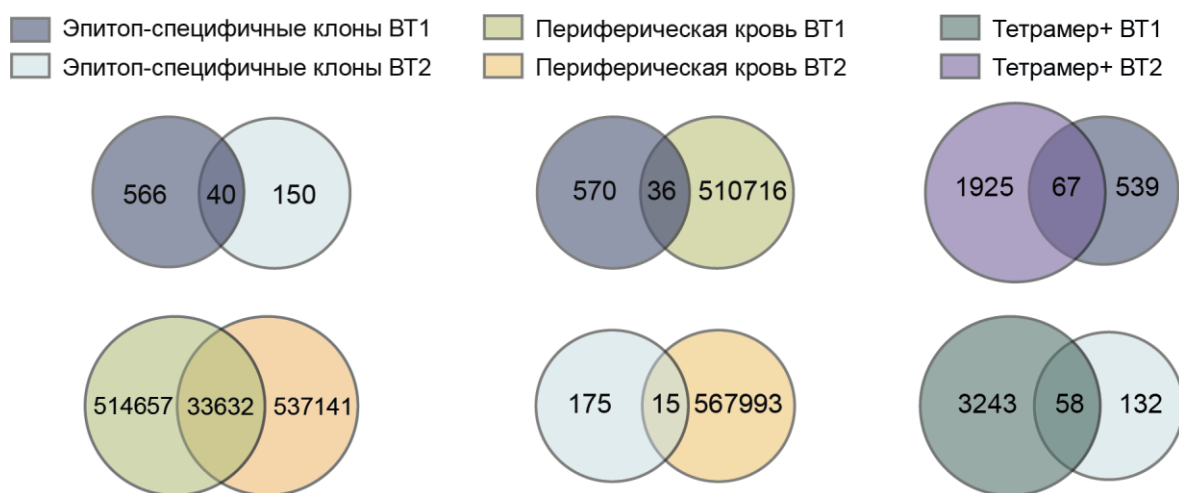 Эпитоп-специфичные клоны ВТ1
Периферическая кровь ВТ1
Тетрамер+ ВТ1
Эпитоп-специфичные клоны ВТ2
Периферическая кровь ВТ2
Тетрамер+ ВТ2
566 40 150
570 36 510716
1925 67 539
514657 33632 537141
175 15 567993
3243 58 132